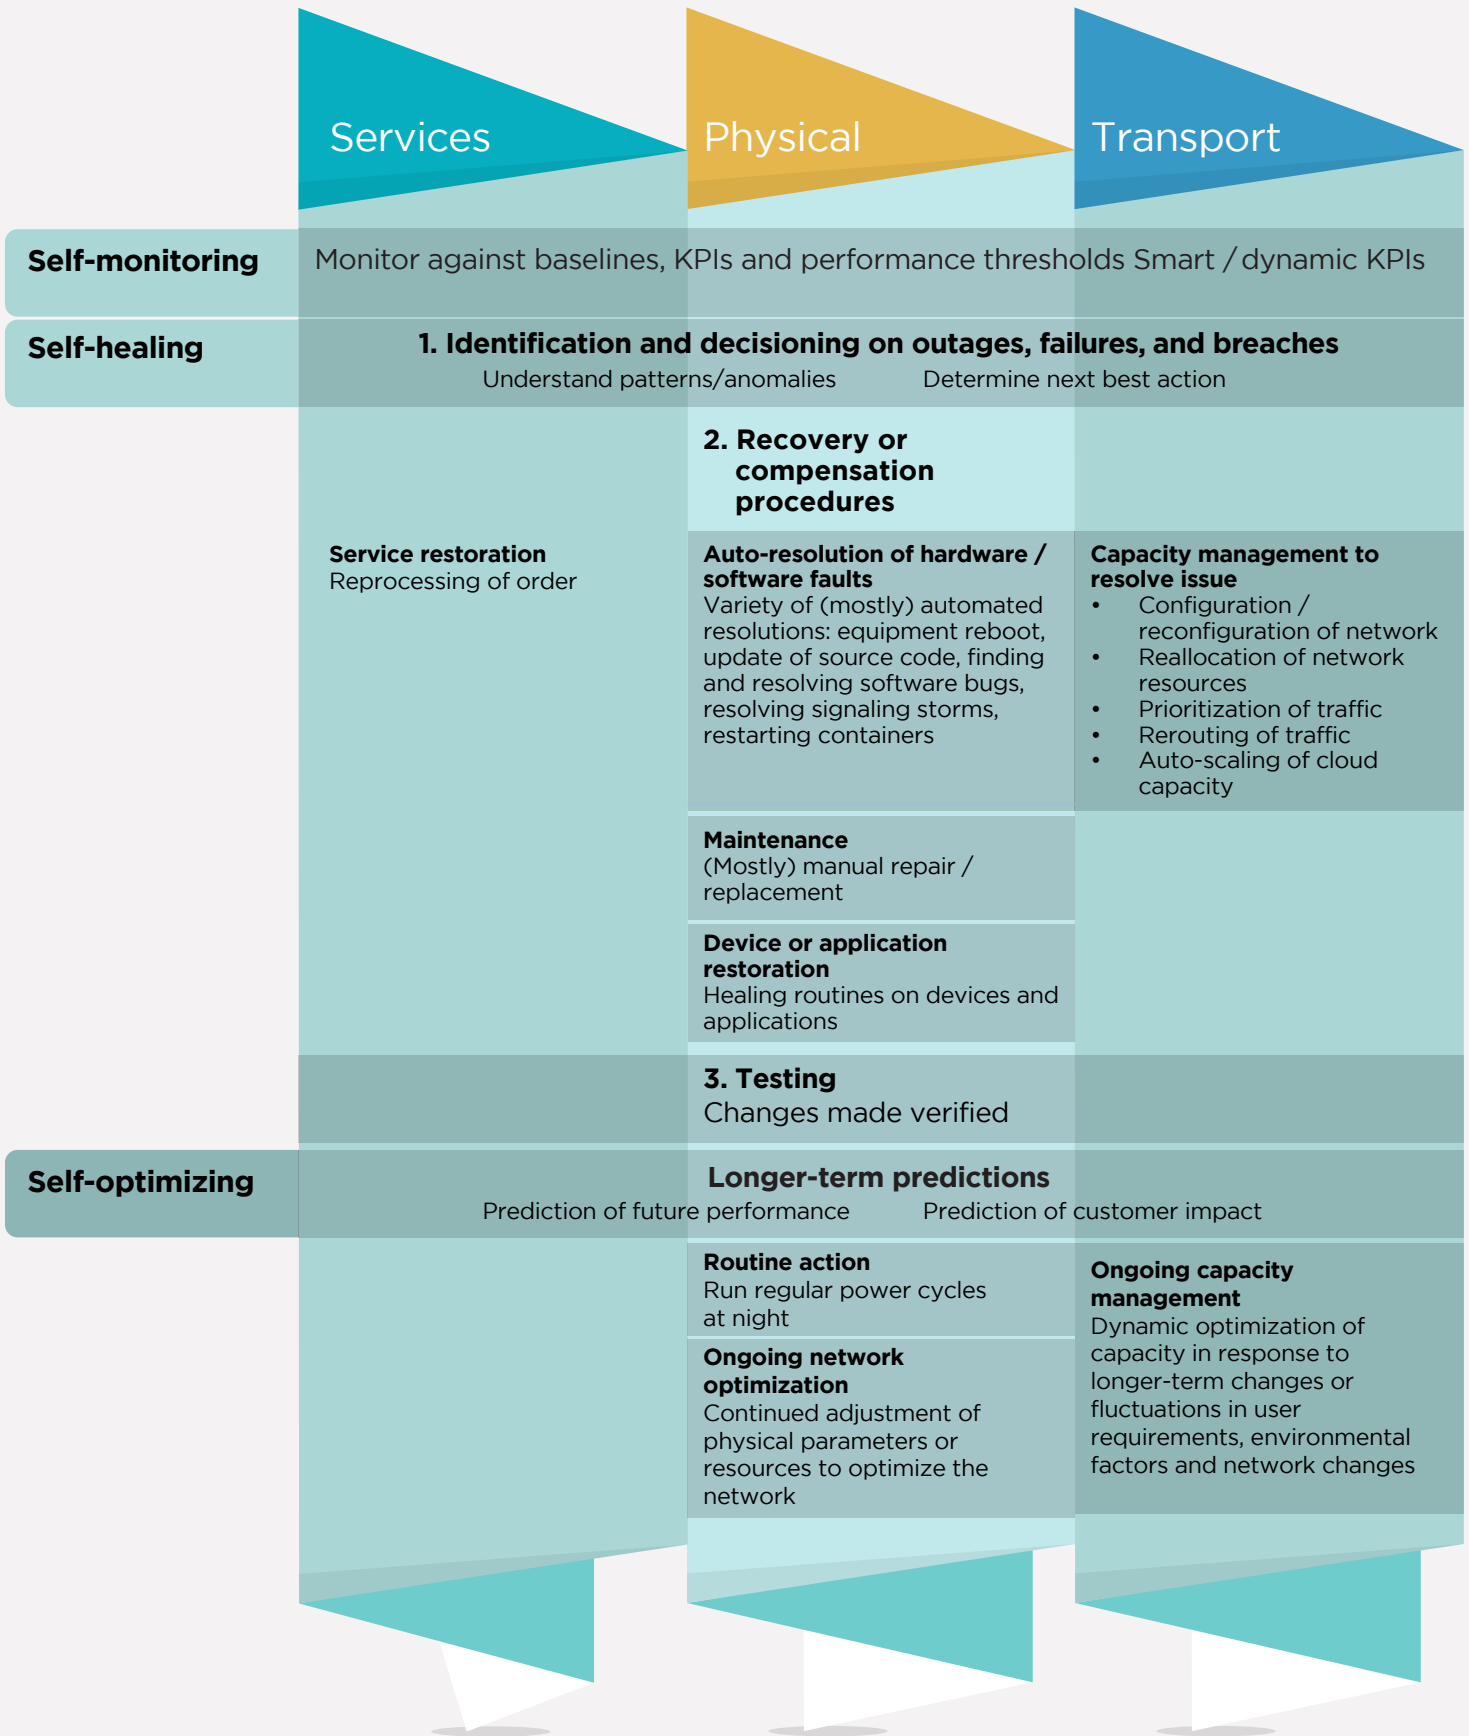 Services
Physical
Transport
Self-monitoring
Monitor against baselines, KPIs and performance thresholds Smart / dynamic KPIs
Self-healing
1. Identification and decisioning on outages, failures, and breaches
Understand patterns/anomalies
Determine next best action
2. Recovery or
compensation
procedures
Service restoration
Reprocessing of order
Auto-resolution of hardware /
software faults
Variety of (mostly) automated
resolutions: equipment reboot,
update of source code, finding
and resolving software bugs,
resolving signaling storms,
restarting containers
Capacity management to
resolve issue
• Configuration /
reconfiguration of network
• Reallocation of network
resources
• Prioritization of traffic
• Rerouting of traffic
• Auto-scaling of cloud
capacity
Maintenance
(Mostly) manual repair /
replacement
Device or application
restoration
Healing routines on devices and
applications
3. Testing
Changes made verified
Self-optimizing
Longer-term predictions
Prediction of future performance
Prediction of customer impact
Routine action
Run regular power cycles
at night
Ongoing network
optimization
Continued adjustment of
physical parameters or
resources to optimize the
network
Ongoing capacity
management
Dynamic optimization of
capacity in response to
longer-term changes or
fluctuations in user
requirements, environmental
factors and network changes